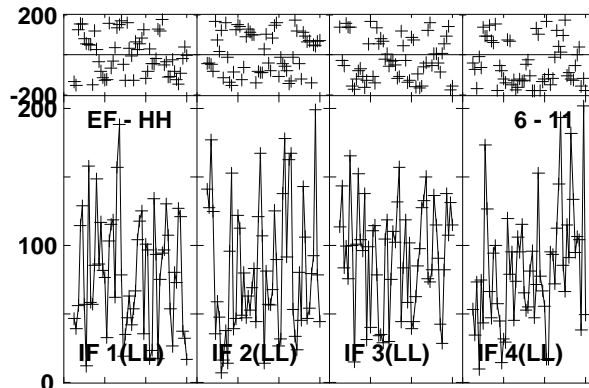 200
-200
200
EF - HH
6 - 11
100
IF 1(LL)
IF 2(LL)
IF 3(LL)
IF 4(LL)
0